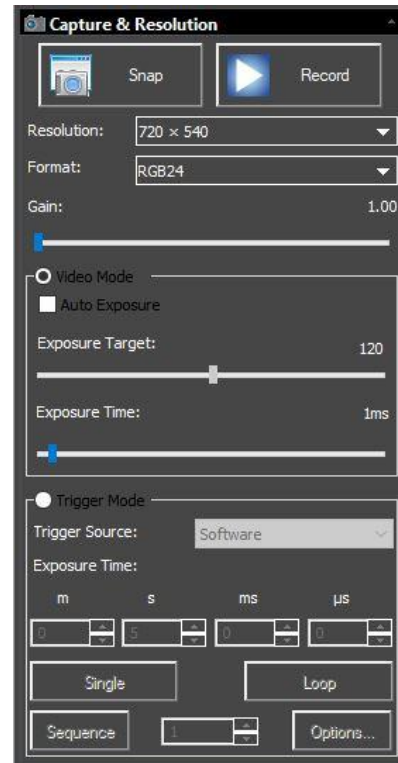 Capture & Resolution
Snap Record
Resolution: 720 × 540
Format: RGB24
Gain: 1.00
Video Mode
Auto Exposure
Exposure Target: 120
Exposure Time: 1ms
Trigger Mode
Trigger Source: Software
Exposure Time:
m s ms µs
0 5 0 0
Single Loop
Sequence 1 Options...